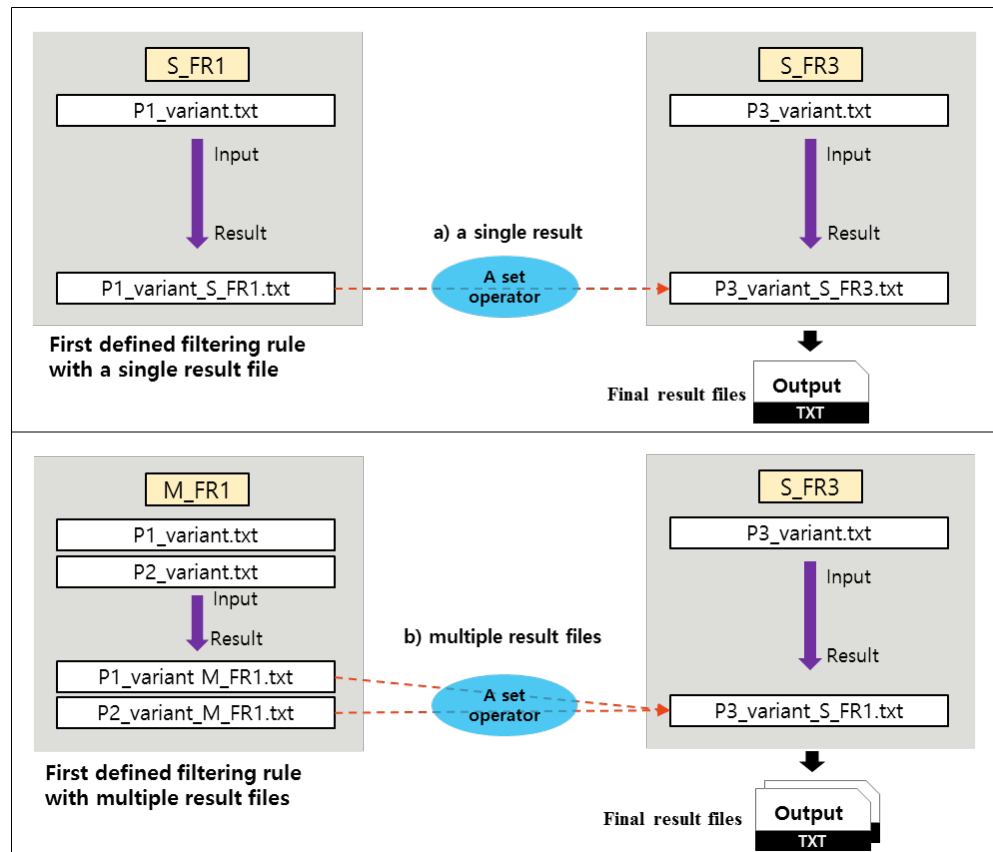 S_FR1
P1_variant.txt
Input
Result
P1_variant_S_FR1.txt
First defined filtering rule
with a single result file
a) a single result
A set
operator
S_FR3
P3_variant.txt
Input
Result
P3_variant_S_FR3.txt
Final result files
Output
TXT
M_FR1
P1_variant.txt
P2_variant.txt
Input
Result
P1_variant M_FR1.txt
P2_variant_M_FR1.txt
First defined filtering rule
with multiple result files
b) multiple result files
A set
operator
S_FR3
P3_variant.txt
Input
Result
P3_variant_S_FR1.txt
Final result files
Output
TXT